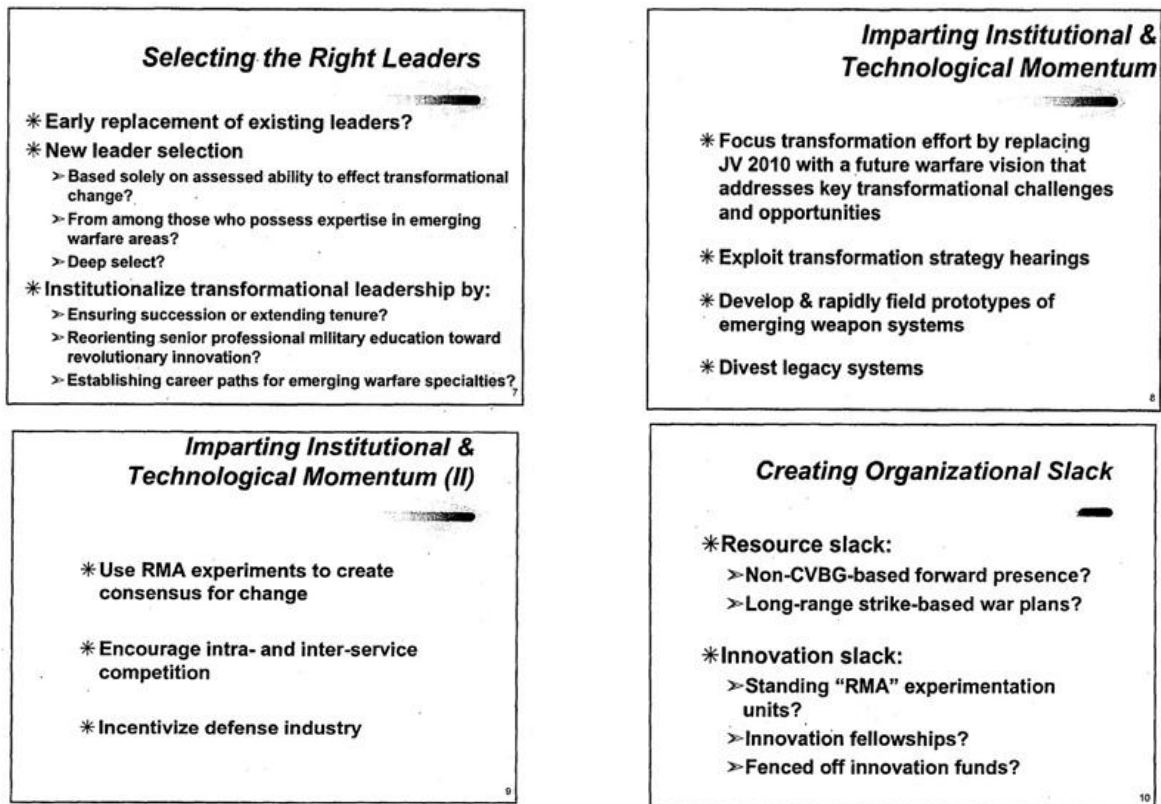 Selecting the Right Leaders
✳ Early replacement of existing leaders?
✳ New leader selection
➢ Based solely on assessed ability to effect transformational
change?
➢ From among those who possess expertise in emerging
warfare areas?
➢ Deep select?
✳ Institutionalize transformational leadership by:
➢ Ensuring succession or extending tenure?
➢ Reorienting senior professional military education toward
revolutionary innovation?
➢ Establishing career paths for emerging warfare specialties?
7
Imparting Institutional &
Technological Momentum
✳ Focus transformation effort by replacing
JV 2010 with a future warfare vision that
addresses key transformational challenges
and opportunities
✳ Exploit transformation strategy hearings
✳ Develop & rapidly field prototypes of
emerging weapon systems
✳ Divest legacy systems
8
Imparting Institutional &
Technological Momentum (II)
✳ Use RMA experiments to create
consensus for change
✳ Encourage intra- and inter-service
competition
✳ Incentivize defense industry
9
Creating Organizational Slack
✳ Resource slack:
➢ Non-CVBG-based forward presence?
➢ Long-range strike-based war plans?
✳ Innovation slack:
➢ Standing “RMA” experimentation
units?
➢ Innovation fellowships?
➢ Fenced off innovation funds?
10